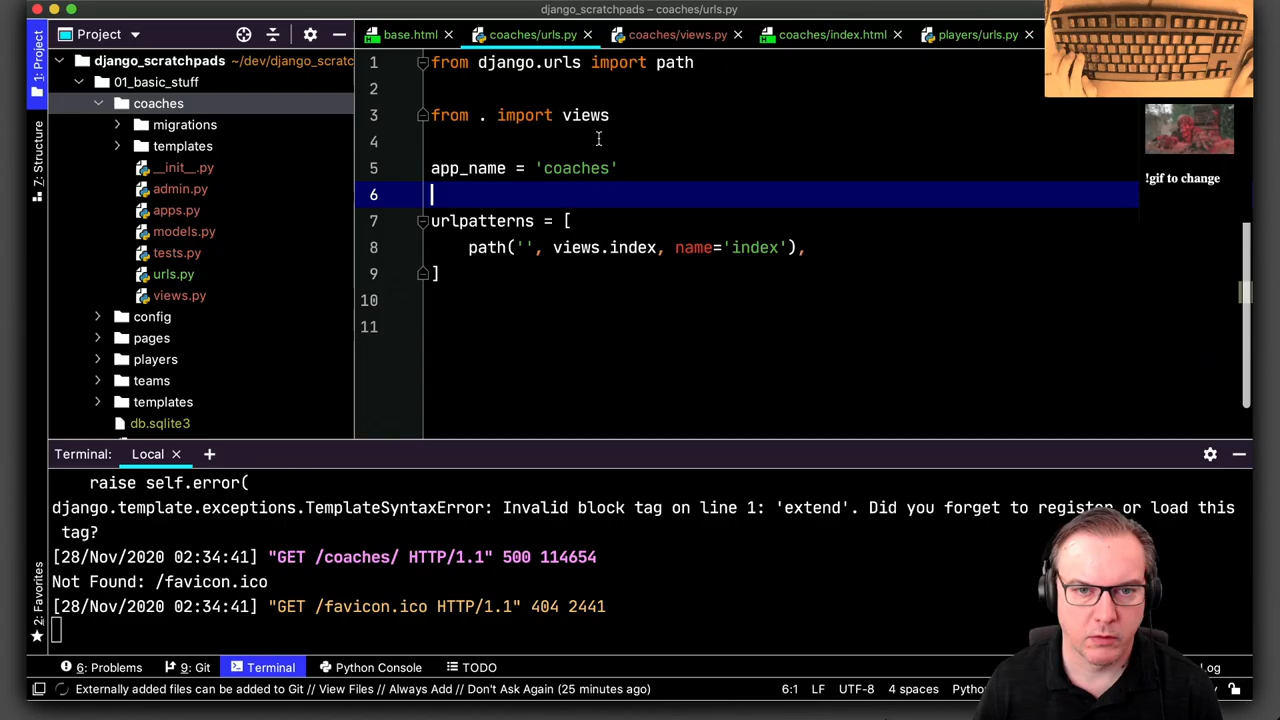 django_scratchpads – coaches/urls.py
1: Project
Project
base.html
coaches/urls.py
coaches/views.py
coaches/index.html
players/urls.py
django_scratchpads ~/dev/django_scratc
01_basic_stuff
coaches
migrations
templates
__init__.py
admin.py
apps.py
models.py
tests.py
urls.py
views.py
config
pages
players
teams
templates
db.sqlite3
7: Structure
2: Favorites
1 from django.urls import path
2
3 from . import views
4
5 app_name = 'coaches'
6
7 urlpatterns = [
8 path('', views.index, name='index'),
9 ]
10
11
!gif to change
Terminal: Local +
raise self.error(
django.template.exceptions.TemplateSyntaxError: Invalid block tag on line 1: 'extend'. Did you forget to register or load this
tag?
[28/Nov/2020 02:34:41] "GET /coaches/ HTTP/1.1" 500 114654
Not Found: /favicon.ico
[28/Nov/2020 02:34:41] "GET /favicon.ico HTTP/1.1" 404 2441
6: Problems 9: Git Terminal Python Console TODO
Externally added files can be added to Git // View Files // Always Add // Don't Ask Again (25 minutes ago) 6:1 LF UTF-8 4 spaces